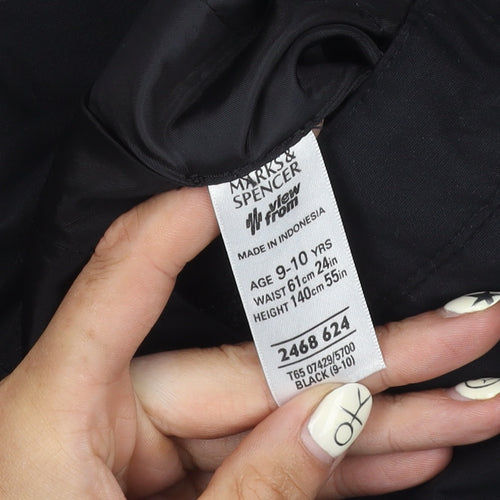 MARKS &
SPENCER
view
from
MADE IN INDONESIA
AGE 9-10 YRS
WAIST 61cm 24in
HEIGHT 140cm 55in
2468 624
T65 07429/5700
BLACK (9-10)
OK